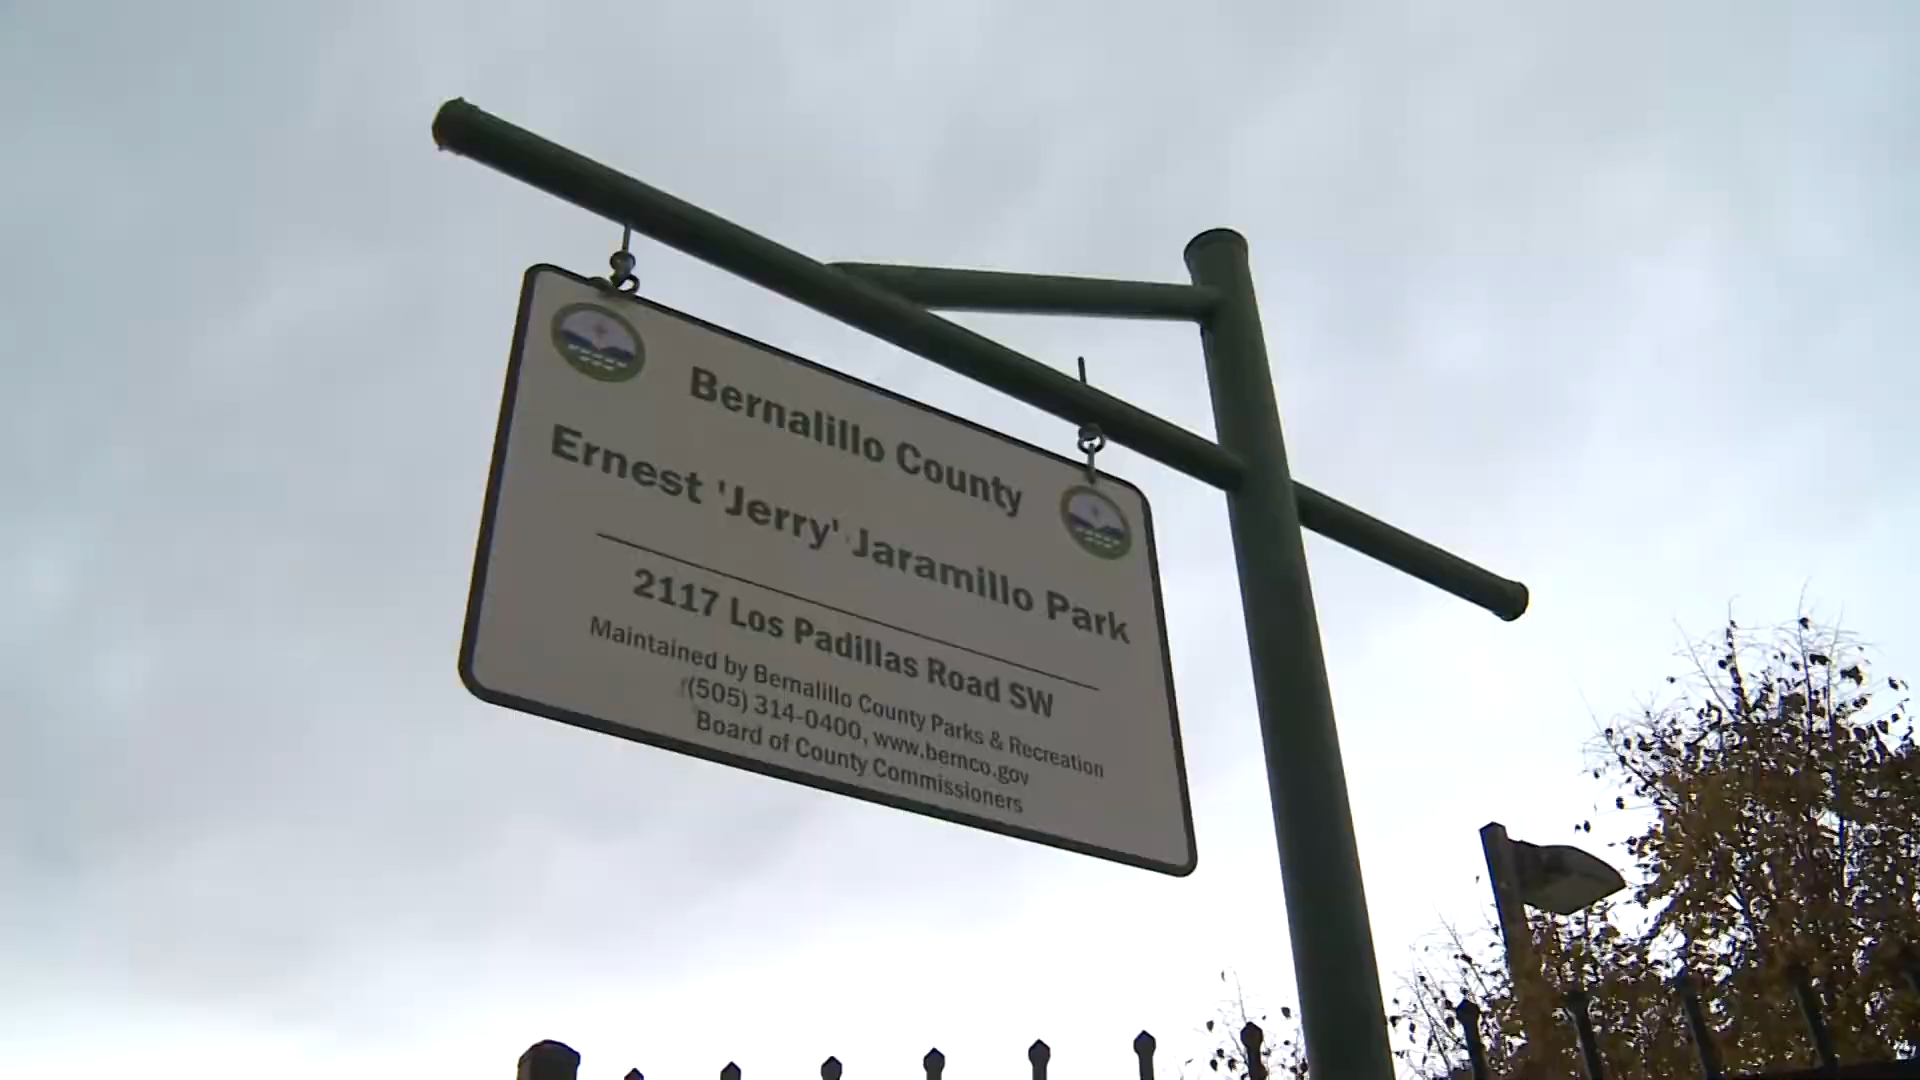 Bernalillo County
Ernest 'Jerry' Jaramillo Park
2117 Los Padillas Road SW
Maintained by Bernalillo County Parks & Recreation
(505) 314-0400, www.bernco.gov
Board of County Commissioners